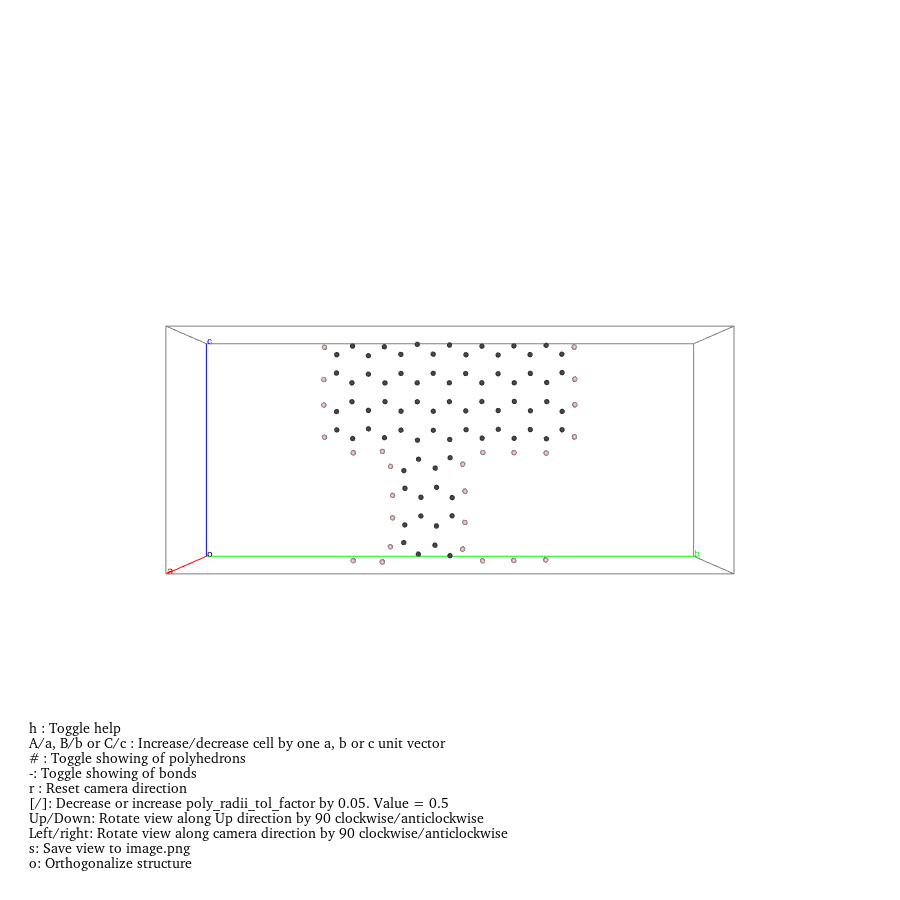 c
o
b
a
h : Toggle help
A/a, B/b or C/c : Increase/decrease cell by one a, b or c unit vector
# : Toggle showing of polyhedrons
-: Toggle showing of bonds
r : Reset camera direction
[/]: Decrease or increase poly_radii_tol_factor by 0.05. Value = 0.5
Up/Down: Rotate view along Up direction by 90 clockwise/anticlockwise
Left/right: Rotate view along camera direction by 90 clockwise/anticlockwise
s: Save view to image.png
o: Orthogonalize structure